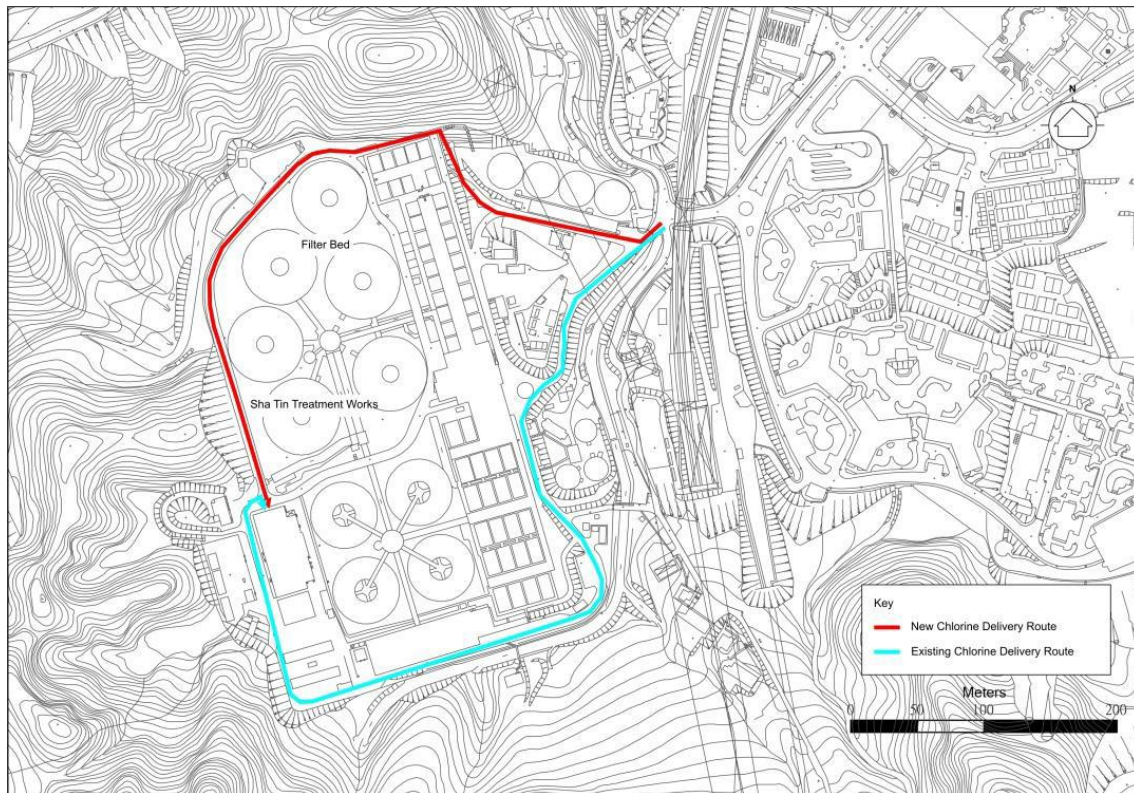 N
Filter Bed
Sha Tin Treatment Works
Key
New Chlorine Delivery Route
Existing Chlorine Delivery Route
Meters
0 50 100 200